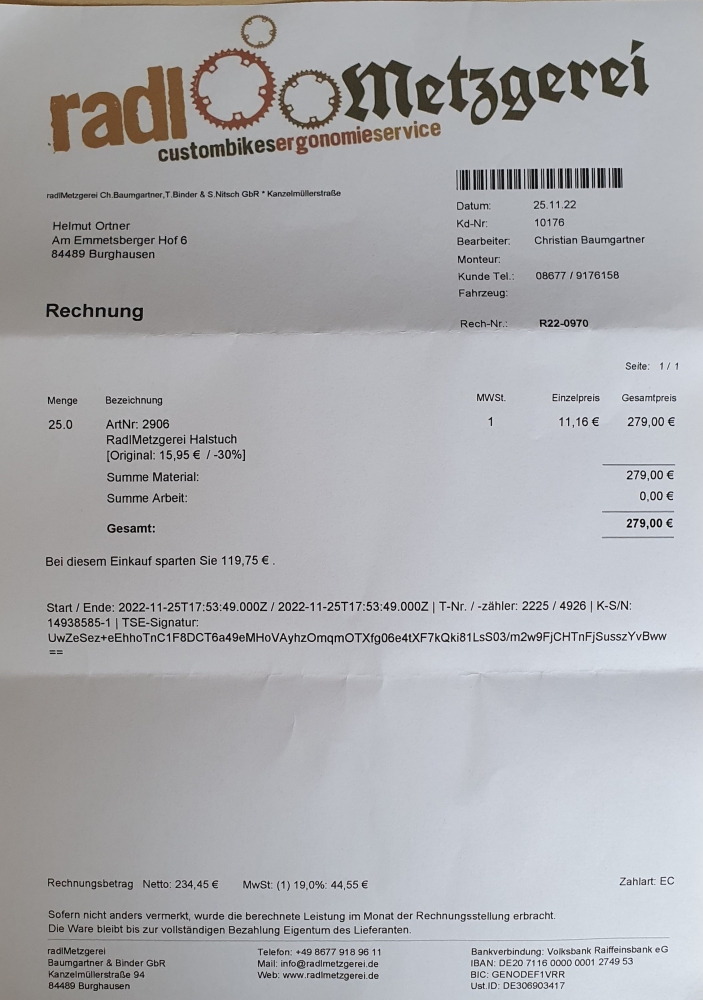 radl Metzgerei
custombikesergonomieservice
radlMetzgerei Ch.Baumgartner,T.Binder & S.Nitsch GbR * Kanzelmüllerstraße
Helmut Ortner
Am Emmetsberger Hof 6
84489 Burghausen
Datum: 25.11.22
Kd-Nr: 10176
Bearbeiter: Christian Baumgartner
Monteur:
Kunde Tel.: 08677 / 9176158
Fahrzeug:
Rechnung
Rech-Nr.: R22-0970
Seite: 1 / 1
Menge Bezeichnung MWSt. Einzelpreis Gesamtpreis
25.0 ArtNr: 2906 1 11,16 € 279,00 €
RadlMetzgerei Halstuch
[Original: 15,95 € / -30%]
Summe Material: 279,00 €
Summe Arbeit: 0,00 €
Gesamt: 279,00 €
Bei diesem Einkauf sparten Sie 119,75 € .
Start / Ende: 2022-11-25T17:53:49.000Z / 2022-11-25T17:53:49.000Z | T-Nr. / -zähler: 2225 / 4926 | K-S/N:
14938585-1 | TSE-Signatur:
UwZeSez+eEhhoTnC1F8DCT6a49eMHoVAyhzOmqmOTXfg06e4tXF7kQki81LsS03/m2w9FjCHTnFjSusszYvBww
==
Rechnungsbetrag Netto: 234,45 € MwSt: (1) 19,0%: 44,55 € Zahlart: EC
Sofern nicht anders vermerkt, wurde die berechnete Leistung im Monat der Rechnungsstellung erbracht.
Die Ware bleibt bis zur vollständigen Bezahlung Eigentum des Lieferanten.
radlMetzgerei Telefon: +49 8677 918 96 11 Bankverbindung: Volksbank Raiffeisenbank eG
Baumgartner & Binder GbR Mail: info@radlmetzgerei.de IBAN: DE20 7116 0000 0001 2749 53
Kanzelmüllerstraße 94 Web: www.radlmetzgerei.de BIC: GENODEF1VRR
84489 Burghausen Ust.ID: DE306903417